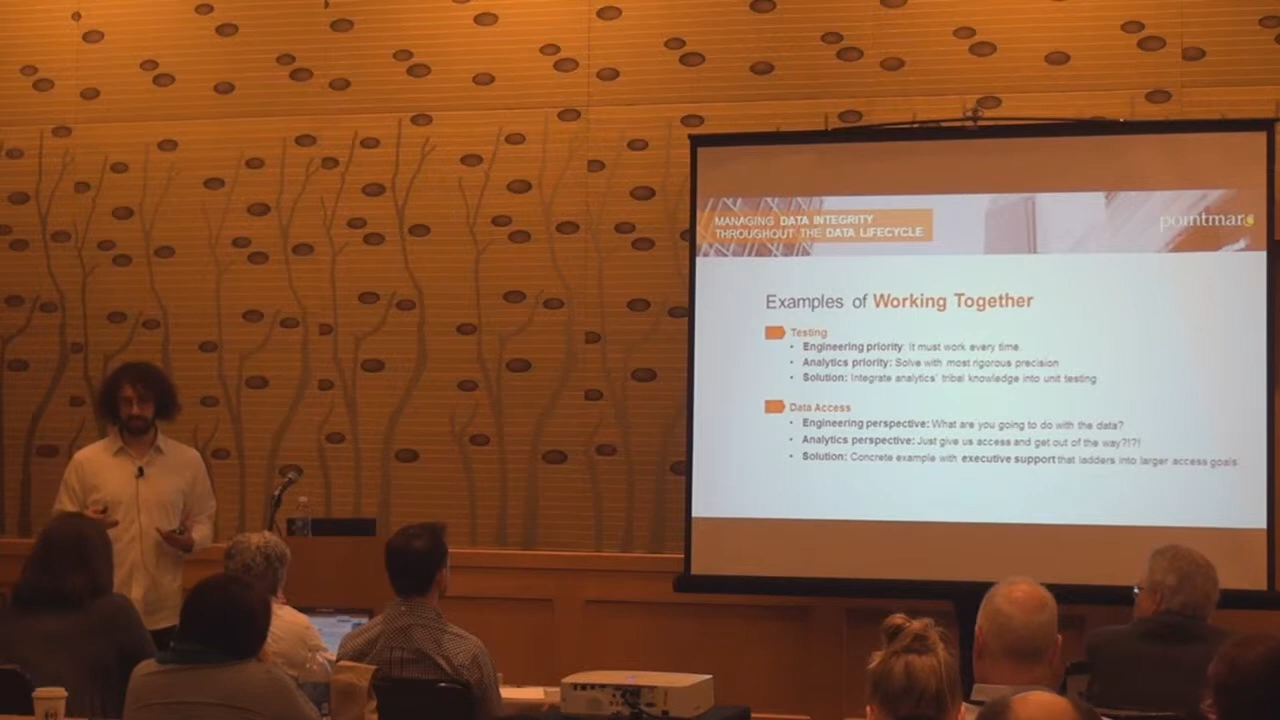 MANAGING DATA INTEGRITY
THROUGHOUT THE DATA LIFECYCLE
pointmarc
Examples of Working Together
Testing
• Engineering priority: It must work every time.
• Analytics priority: Solve with most rigorous precision
• Solution: Integrate analytics' tribal knowledge into unit testing
Data Access
• Engineering perspective: What are you going to do with the data?
• Analytics perspective: Just give us access and get out of the way?!?!
• Solution: Concrete example with executive support that ladders into larger access goals